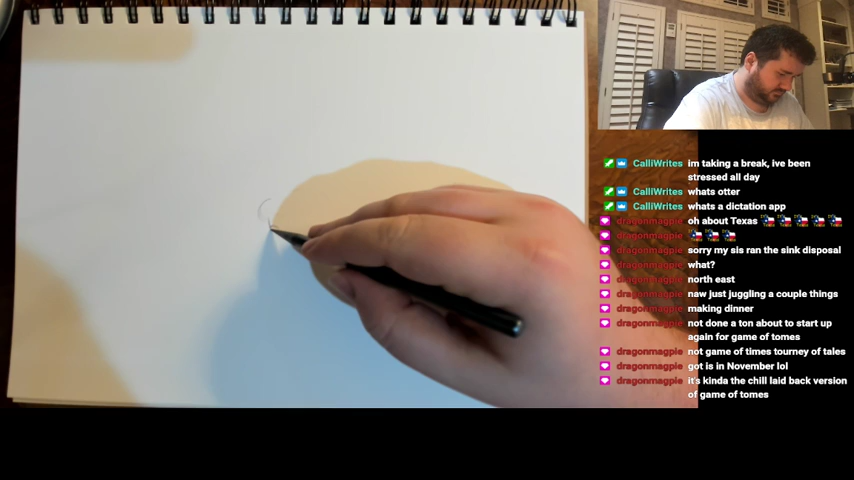 CalliWrites im taking a break, ive been
stressed all day
CalliWrites whats otter
CalliWrites whats a dictation app
dragonmagpie oh about Texas
dragonmagpie
dragonmagpie sorry my sis ran the sink disposal
dragonmagpie what?
dragonmagpie north east
dragonmagpie naw just juggling a couple things
dragonmagpie making dinner
dragonmagpie not done a ton about to start up
again for game of tomes
dragonmagpie not game of times tourney of tales
dragonmagpie got is in November lol
dragonmagpie it's kinda the chill laid back version
of game of tomes